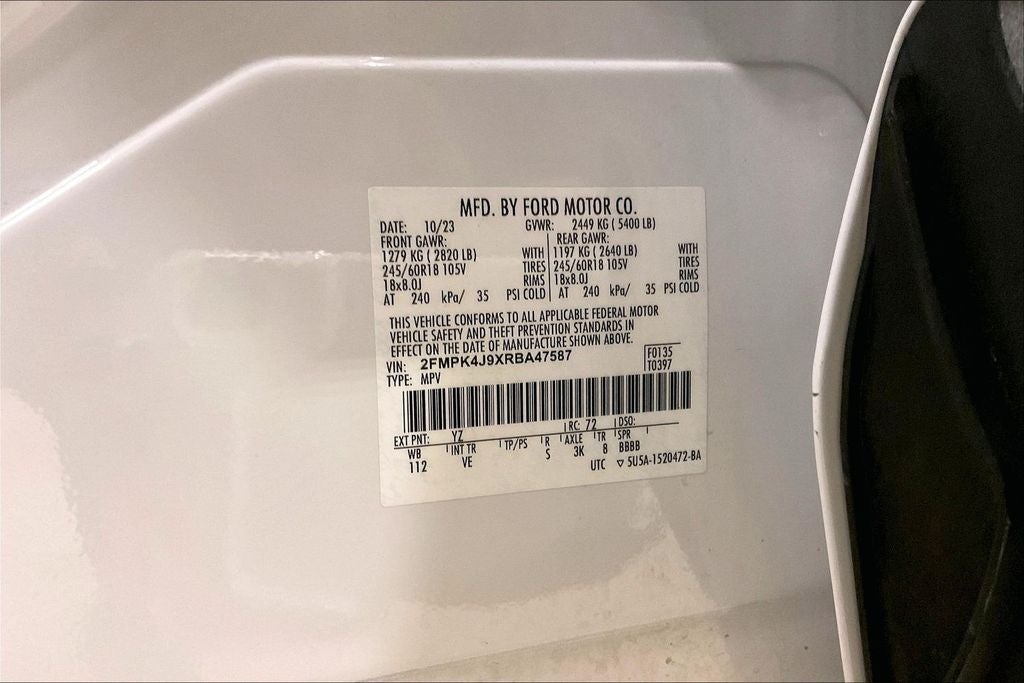 MFD. BY FORD MOTOR CO.
DATE: 10/23 GVWR: 2449 KG ( 5400 LB)
FRONT GAWR: REAR GAWR:
1279 KG ( 2820 LB) WITH 1197 KG ( 2640 LB) WITH
245/60R18 105V TIRES 245/60R18 105V TIRES
18x8.0J RIMS 18x8.0J RIMS
AT 240 kPa/ 35 PSI COLD AT 240 kPa/ 35 PSI COLD
THIS VEHICLE CONFORMS TO ALL APPLICABLE FEDERAL MOTOR
VEHICLE SAFETY AND THEFT PREVENTION STANDARDS IN
EFFECT ON THE DATE OF MANUFACTURE SHOWN ABOVE.
VIN: 2FMPK4J9XRBA47587 F0135
TYPE: MPV T0397
EXT PNT: YZ RC: 72 DSO:
WB INT TR TP/PS R AXLE TR SPR
112 VE S 3K 8 BBBB
UTC ▽ 5U5A-1520472-BA